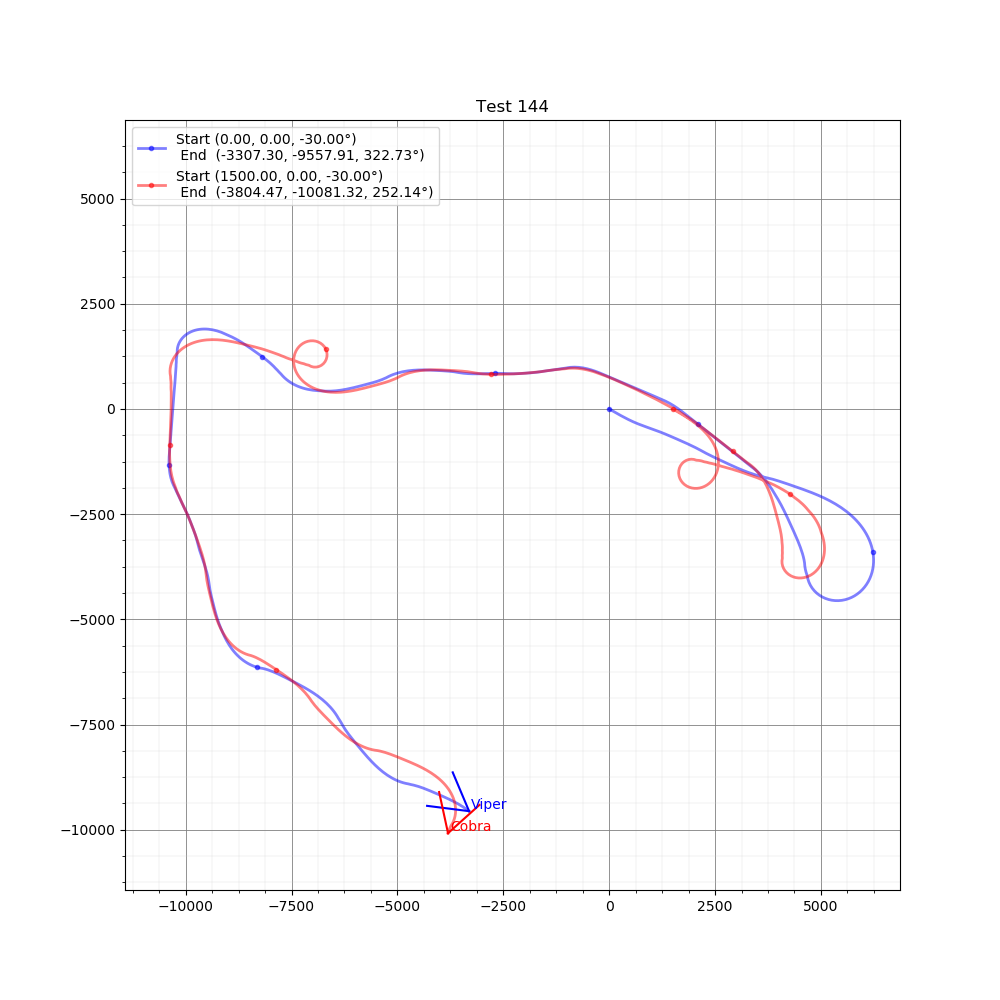 Test 144
Start (0.00, 0.00, -30.00°)
End (-3307.30, -9557.91, 322.73°)
Start (1500.00, 0.00, -30.00°)
End (-3804.47, -10081.32, 252.14°)
5000
2500
0
−2500
−5000
−7500
−10000
Viper
Cobra
−10000 −7500 −5000 −2500 0 2500 5000